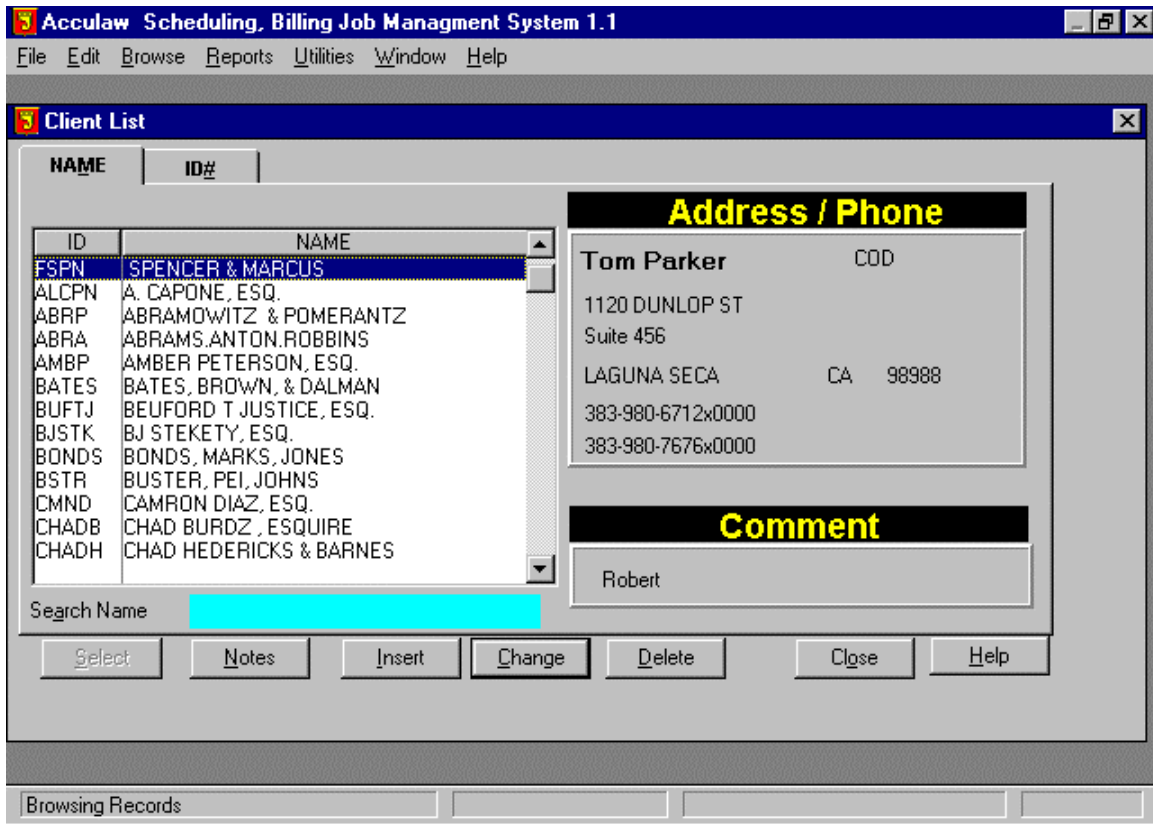 Acculaw Scheduling, Billing Job Managment System 1.1
File Edit Browse Reports Utilities Window Help
Client List
NAME ID#
ID NAME
FSPN SPENCER & MARCUS
ALCPN A. CAPONE, ESQ.
ABRP ABRAMOWITZ & POMERANTZ
ABRA ABRAMS.ANTON.ROBBINS
AMBP AMBER PETERSON, ESQ.
BATES BATES, BROWN, & DALMAN
BUFTJ BEUFORD T JUSTICE, ESQ.
BJSTK BJ STEKETY, ESQ.
BONDS BONDS, MARKS, JONES
BSTR BUSTER, PEI, JOHNS
CMND CAMRON DIAZ, ESQ.
CHADB CHAD BURDZ , ESQUIRE
CHADH CHAD HEDERICKS & BARNES
Search Name
Address / Phone
Tom Parker COD
1120 DUNLOP ST
Suite 456
LAGUNA SECA CA 98988
383-980-6712x0000
383-980-7676x0000
Comment
Robert
Select Notes Insert Change Delete Close Help
Browsing Records